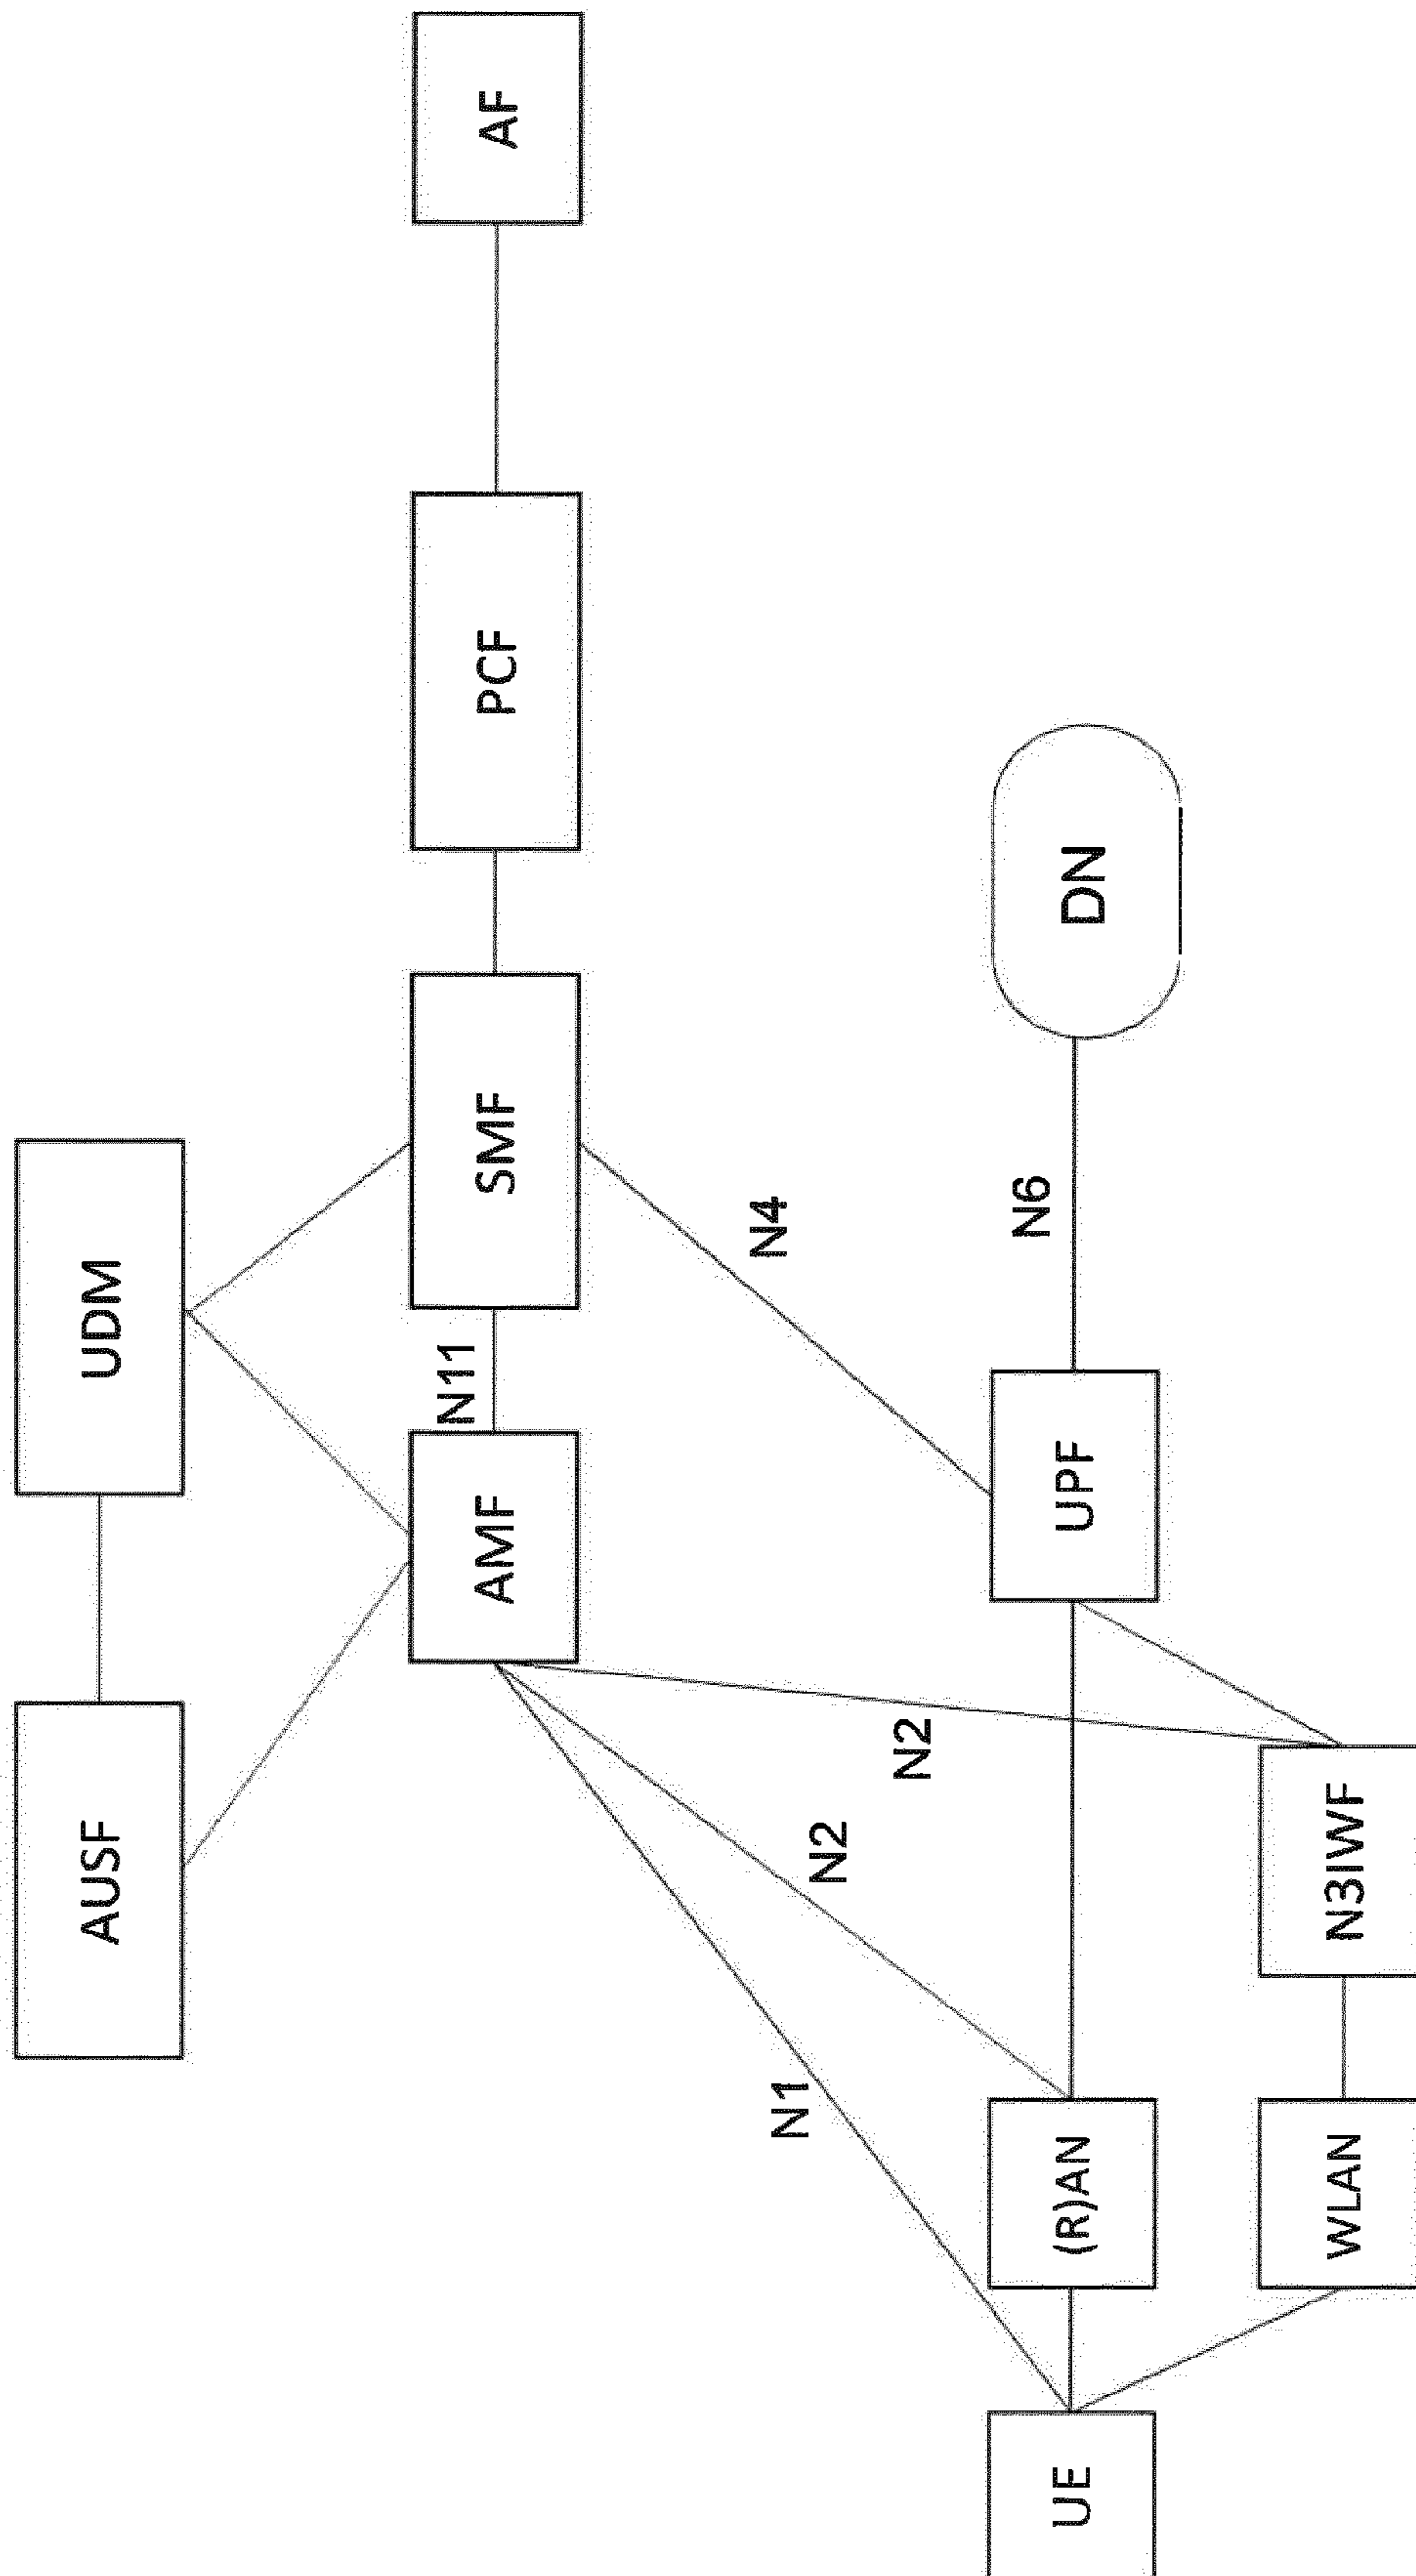 AUSF
UDM
AMF
N11
SMF
PCF
AF
N1
N2
N2
N4
N6
UE
(R)AN
UPF
DN
WLAN
N3IWF